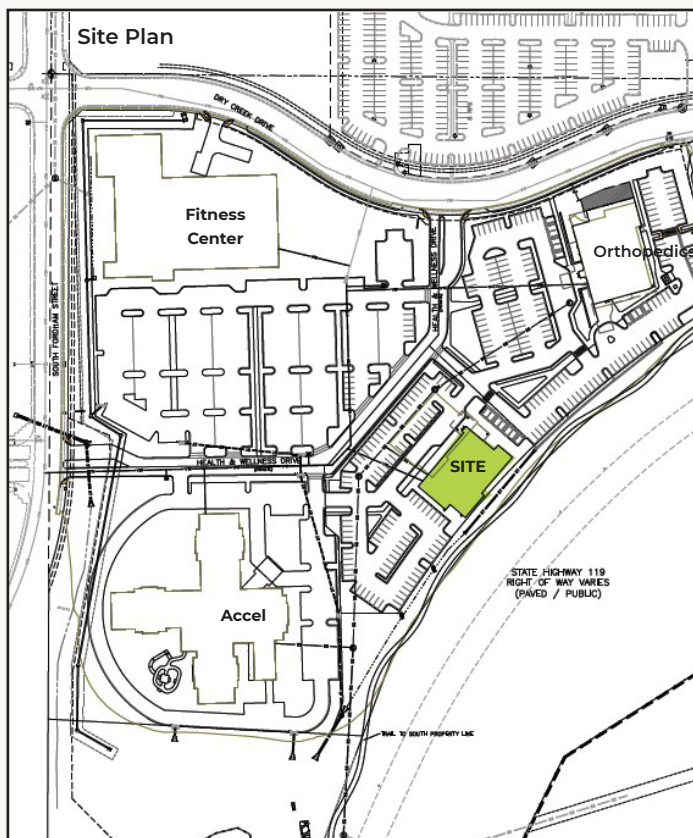 Site Plan
DRY CREEK DRIVE
Fitness
Center
Orthopedics
HEALTH & WELLNESS DRIVE
SOUTH FORDHAM STREET
HEALTH & WELLNESS DRIVE
SITE
STATE HIGHWAY 119
RIGHT OF WAY VARIES
(PAVED / PUBLIC)
Accel
TRAIL TO SOUTH PROPERTY LINE